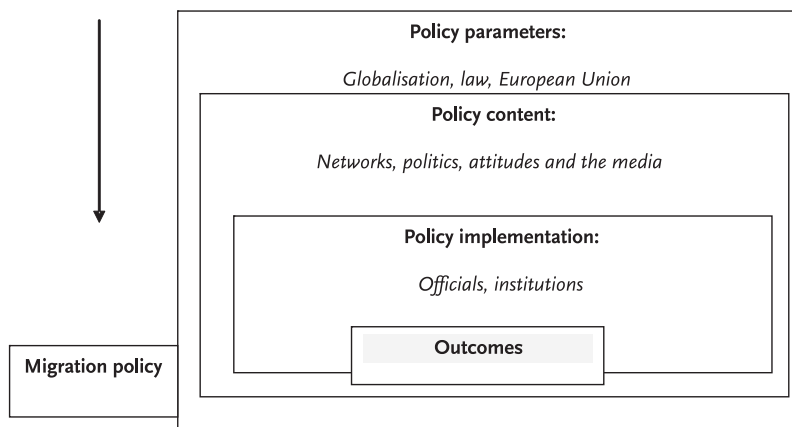 Policy parameters:
Globalisation, law, European Union
Policy content:
Networks, politics, attitudes and the media
Policy implementation:
Officials, institutions
Outcomes
Migration policy